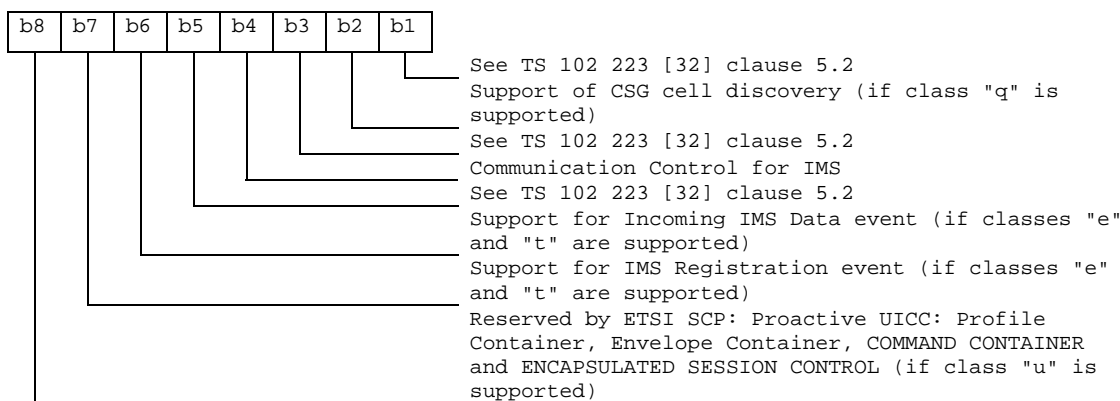 b8 b7 b6 b5 b4 b3 b2 b1
See TS 102 223 [32] clause 5.2
Support of CSG cell discovery (if class "q" is
supported)
See TS 102 223 [32] clause 5.2
Communication Control for IMS
See TS 102 223 [32] clause 5.2
Support for Incoming IMS Data event (if classes "e"
and "t" are supported)
Support for IMS Registration event (if classes "e"
and "t" are supported)
Reserved by ETSI SCP: Proactive UICC: Profile
Container, Envelope Container, COMMAND CONTAINER
and ENCAPSULATED SESSION CONTROL (if class "u" is
supported)